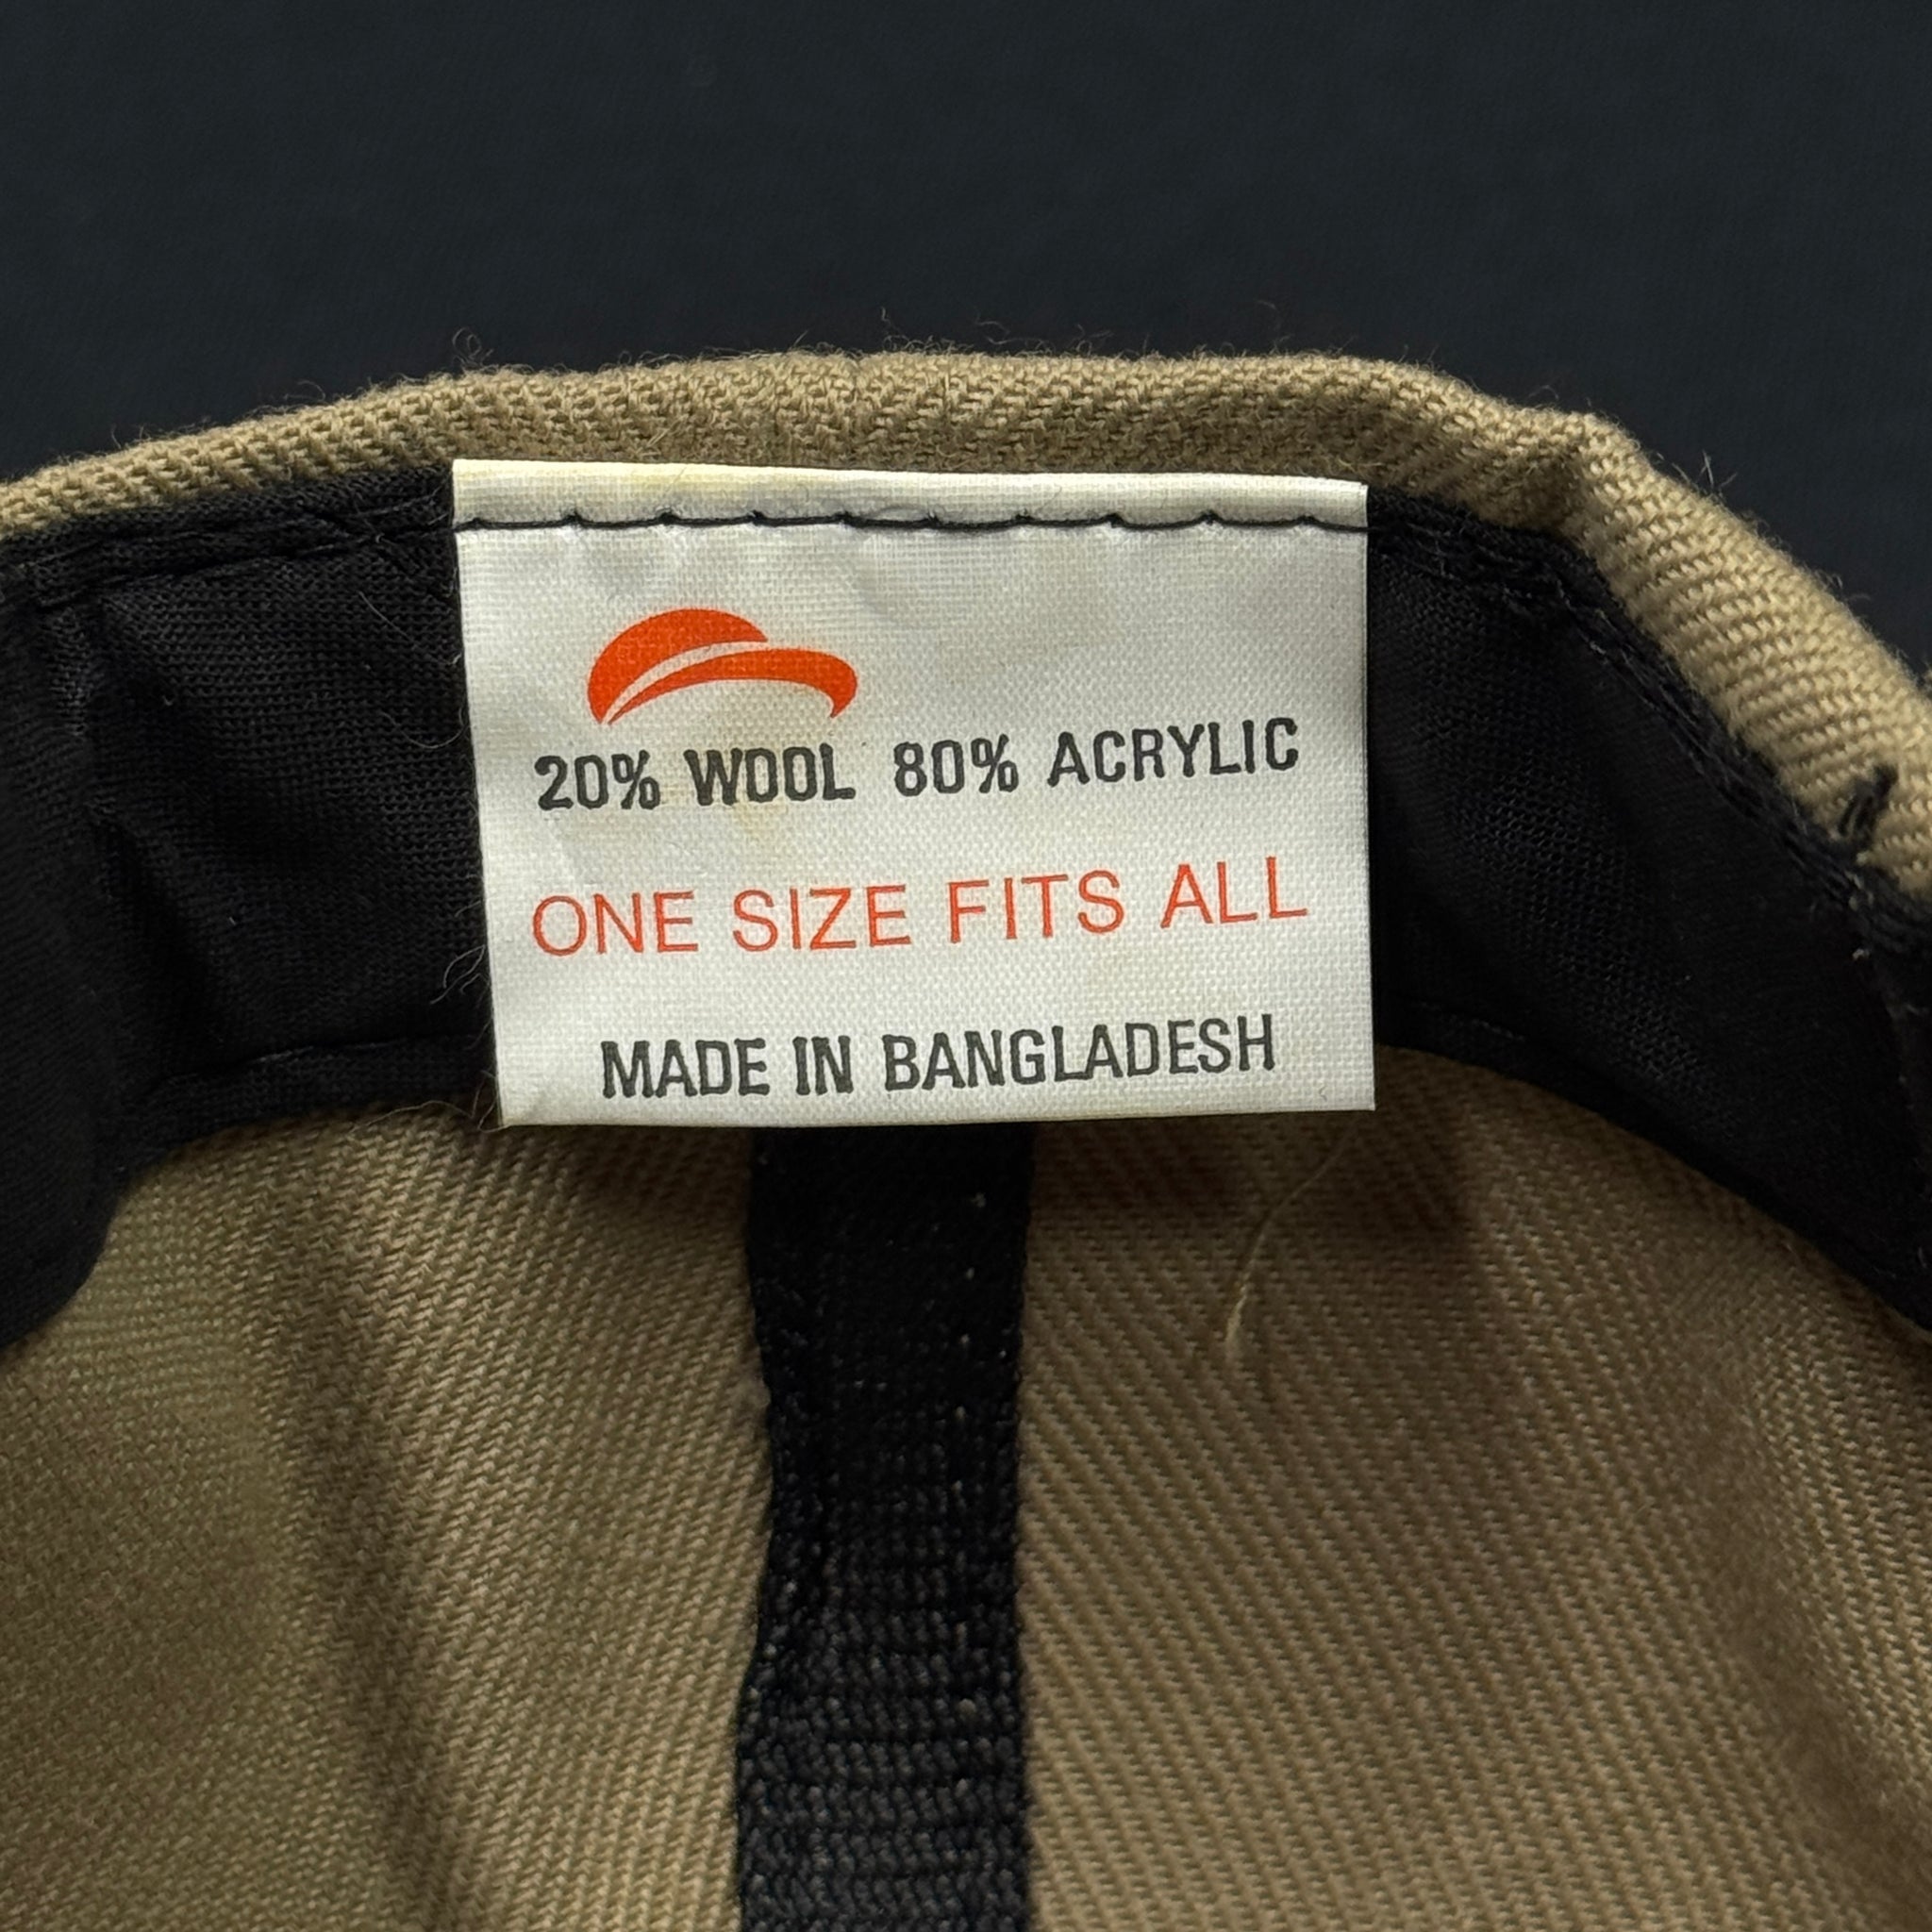 20% WOOL 80% ACRYLIC
ONE SIZE FITS ALL
MADE IN BANGLADESH